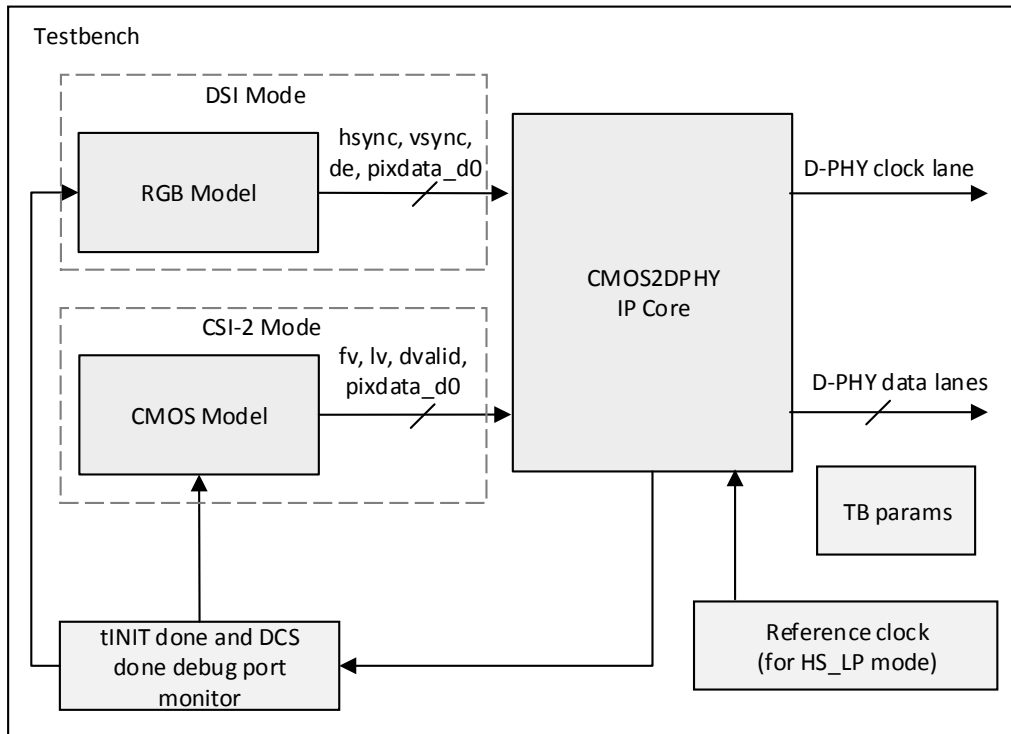 Testbench
DSI Mode
RGB Model
hsync, vsync,
de, pixdata_d0
CMOS2DPHY
IP Core
D-PHY clock lane
CSI-2 Mode
CMOS Model
fv, lv, dvalid,
pixdata_d0
D-PHY data lanes
TB params
tINIT done and DCS
done debug port
monitor
Reference clock
(for HS_LP mode)